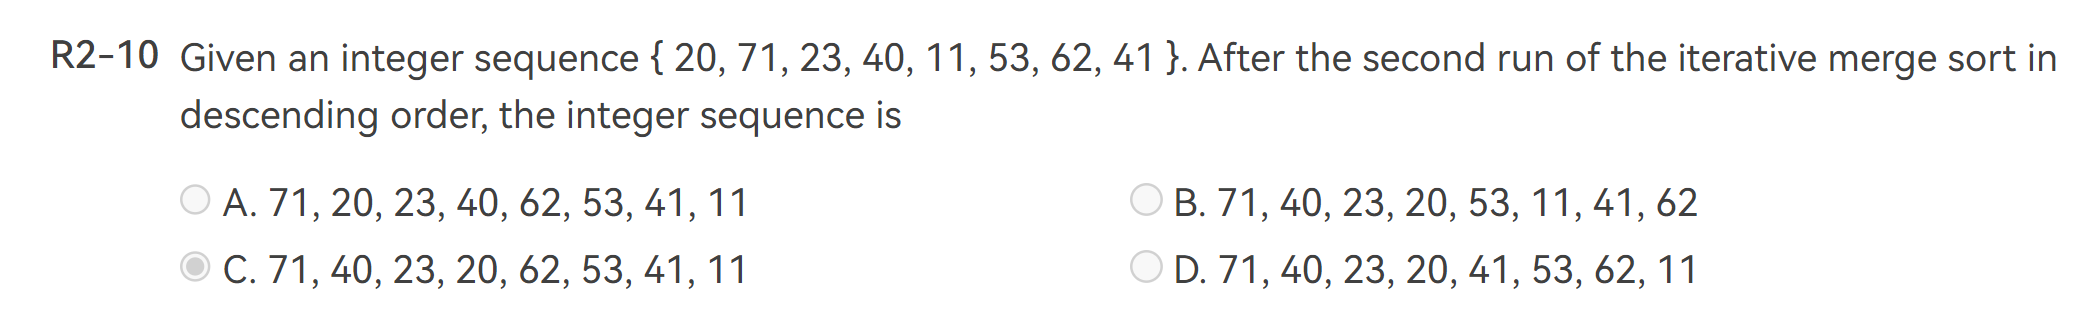 R2-10 Given an integer sequence { 20, 71, 23, 40, 11, 53, 62, 41 }. After the second run of the iterative merge sort in
descending order, the integer sequence is
A. 71, 20, 23, 40, 62, 53, 41, 11
B. 71, 40, 23, 20, 53, 11, 41, 62
C. 71, 40, 23, 20, 62, 53, 41, 11
D. 71, 40, 23, 20, 41, 53, 62, 11